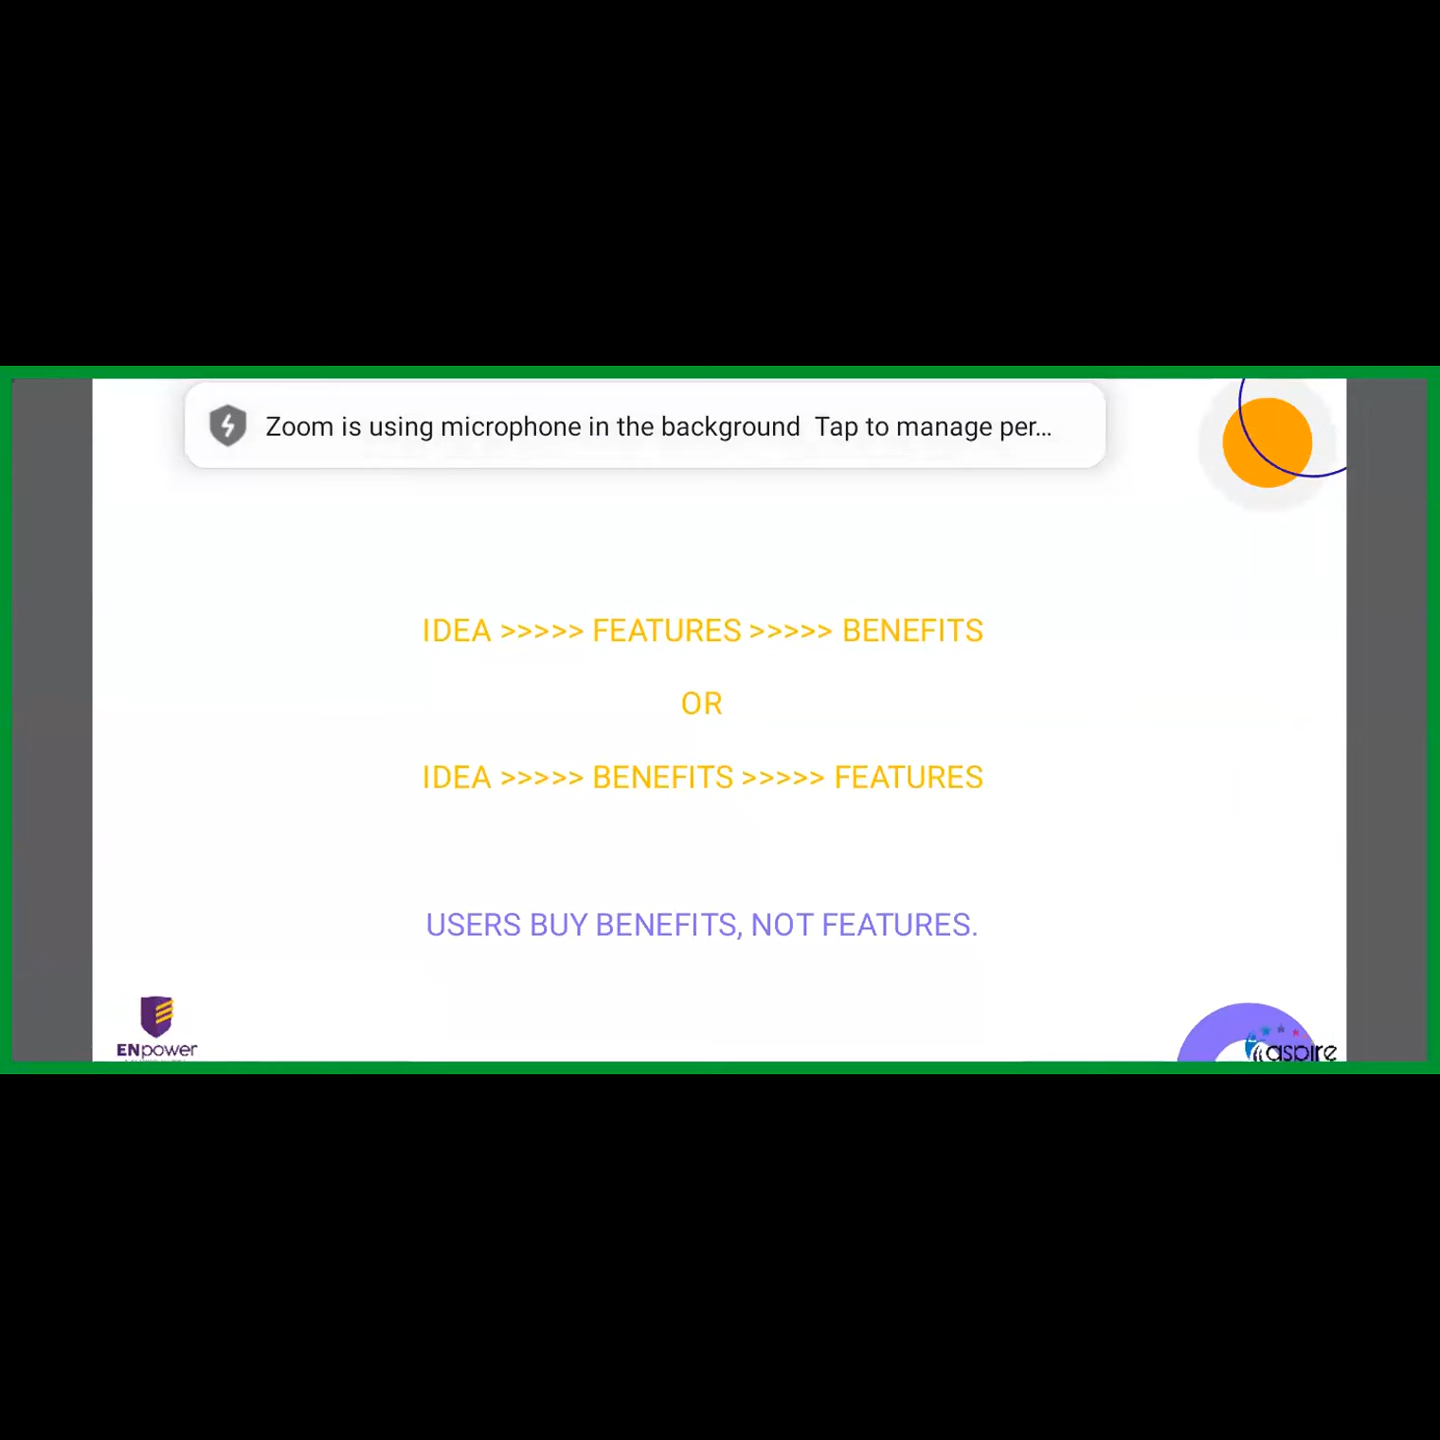 Zoom is using microphone in the background Tap to manage per...
IDEA >>>>> FEATURES >>>>> BENEFITS
OR
IDEA >>>>> BENEFITS >>>>> FEATURES
USERS BUY BENEFITS, NOT FEATURES.
ENpower
aspire